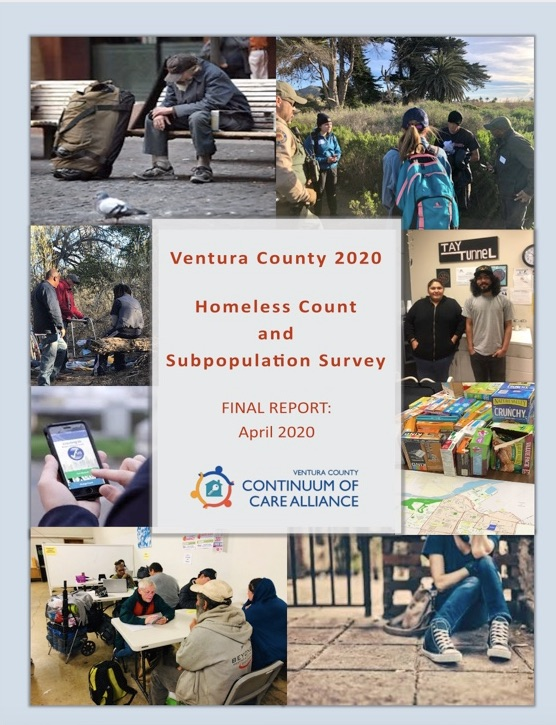 Ventura County 2020
TAY
TUNNEL
Homeless Count
and
Subpopulation Survey
FINAL REPORT:
April 2020
CRUNCHY
VENTURA COUNTY
CONTINUUM OF
CARE ALLIANCE